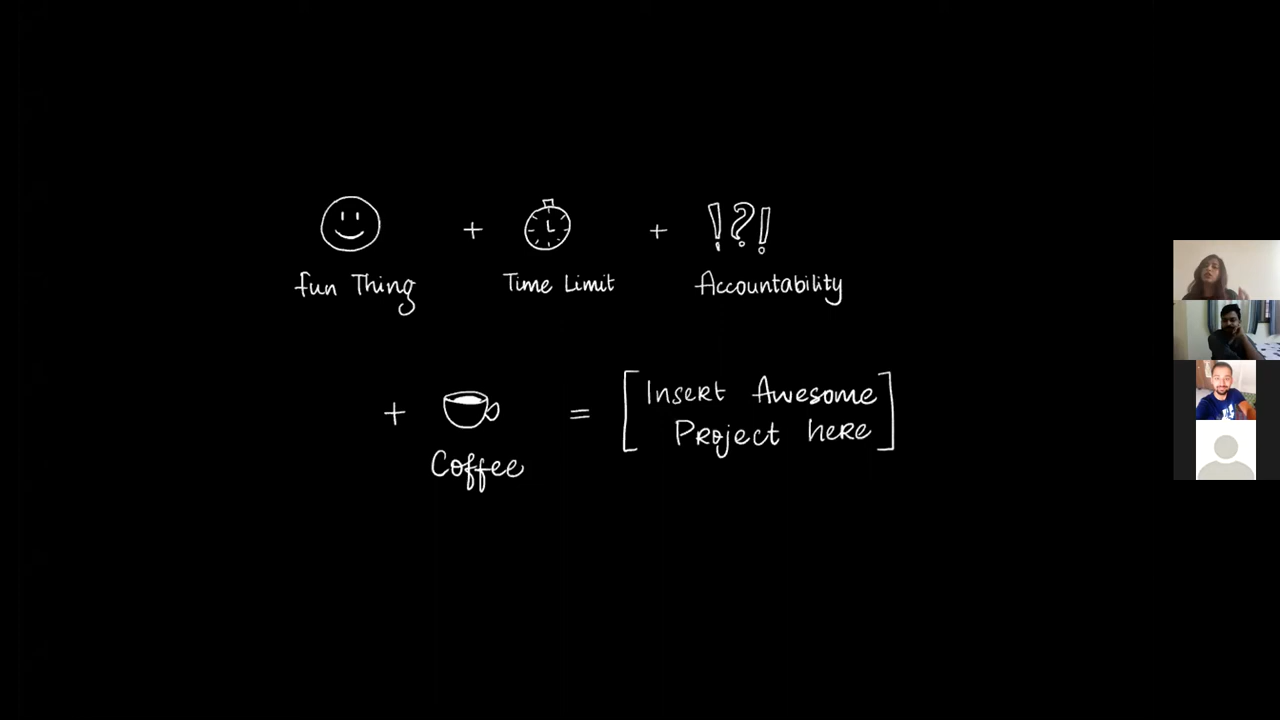 + + !?!
fun Thing Time Limit Accountability
+ = [Insert Awesome
Project here]
Coffee